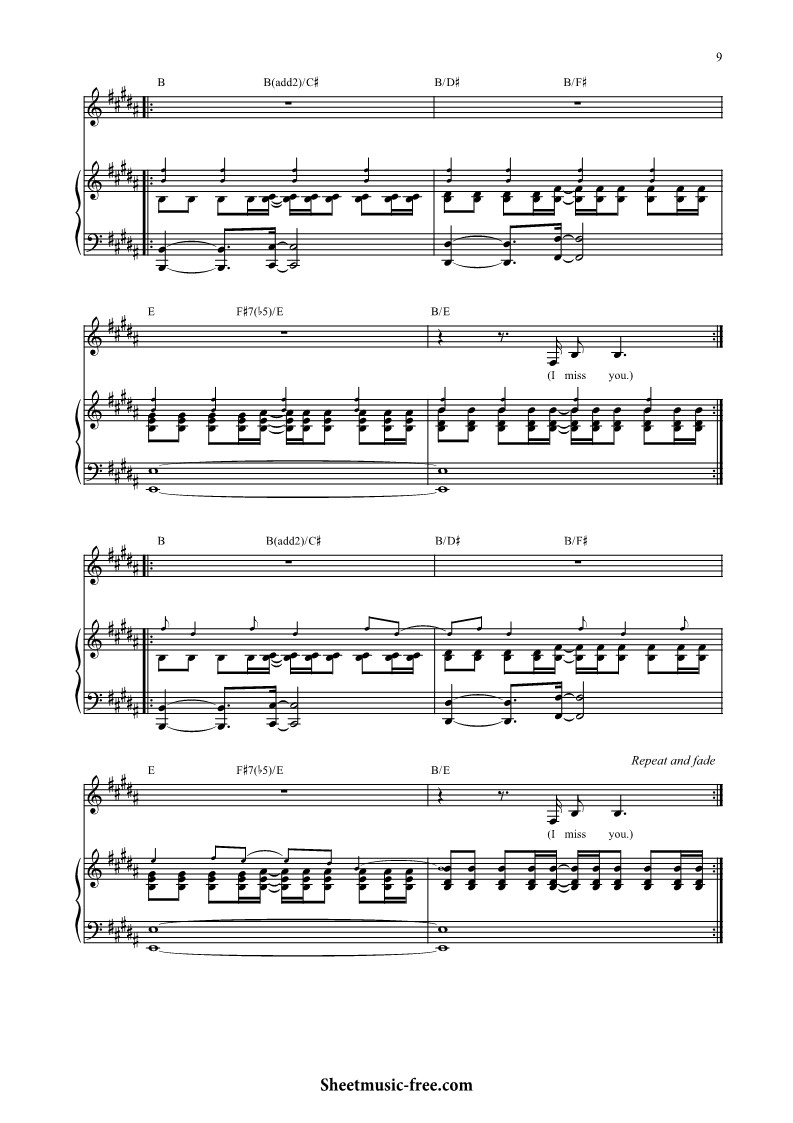 9
B B(add2)/C♯ B/D♯ B/F♯
E F♯7(♭5)/E B/E
(I miss you.)
B B(add2)/C♯ B/D♯ B/F♯
Repeat and fade
E F♯7(♭5)/E B/E
(I miss you.)
Sheetmusic-free.com